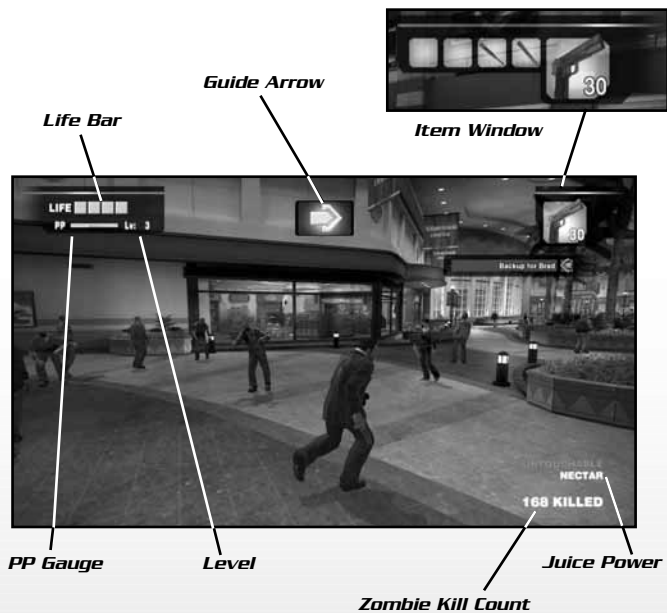 30
Guide Arrow
Life Bar
Item Window
LIFE
PP Lv: 3
30
Backup for Brad
UNTOUCHABLE
NECTAR
168 KILLED
PP Gauge
Level
Juice Power
Zombie Kill Count